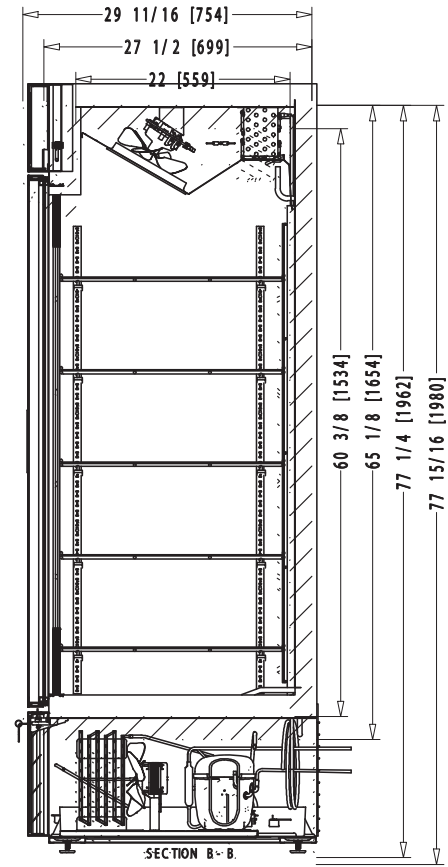 29 11/16 [754]
27 1/2 [699]
22 [559]
60 3/8 [1534]
65 1/8 [1654]
77 1/4 [1962]
77 15/16 [1980]
SECTION B-B